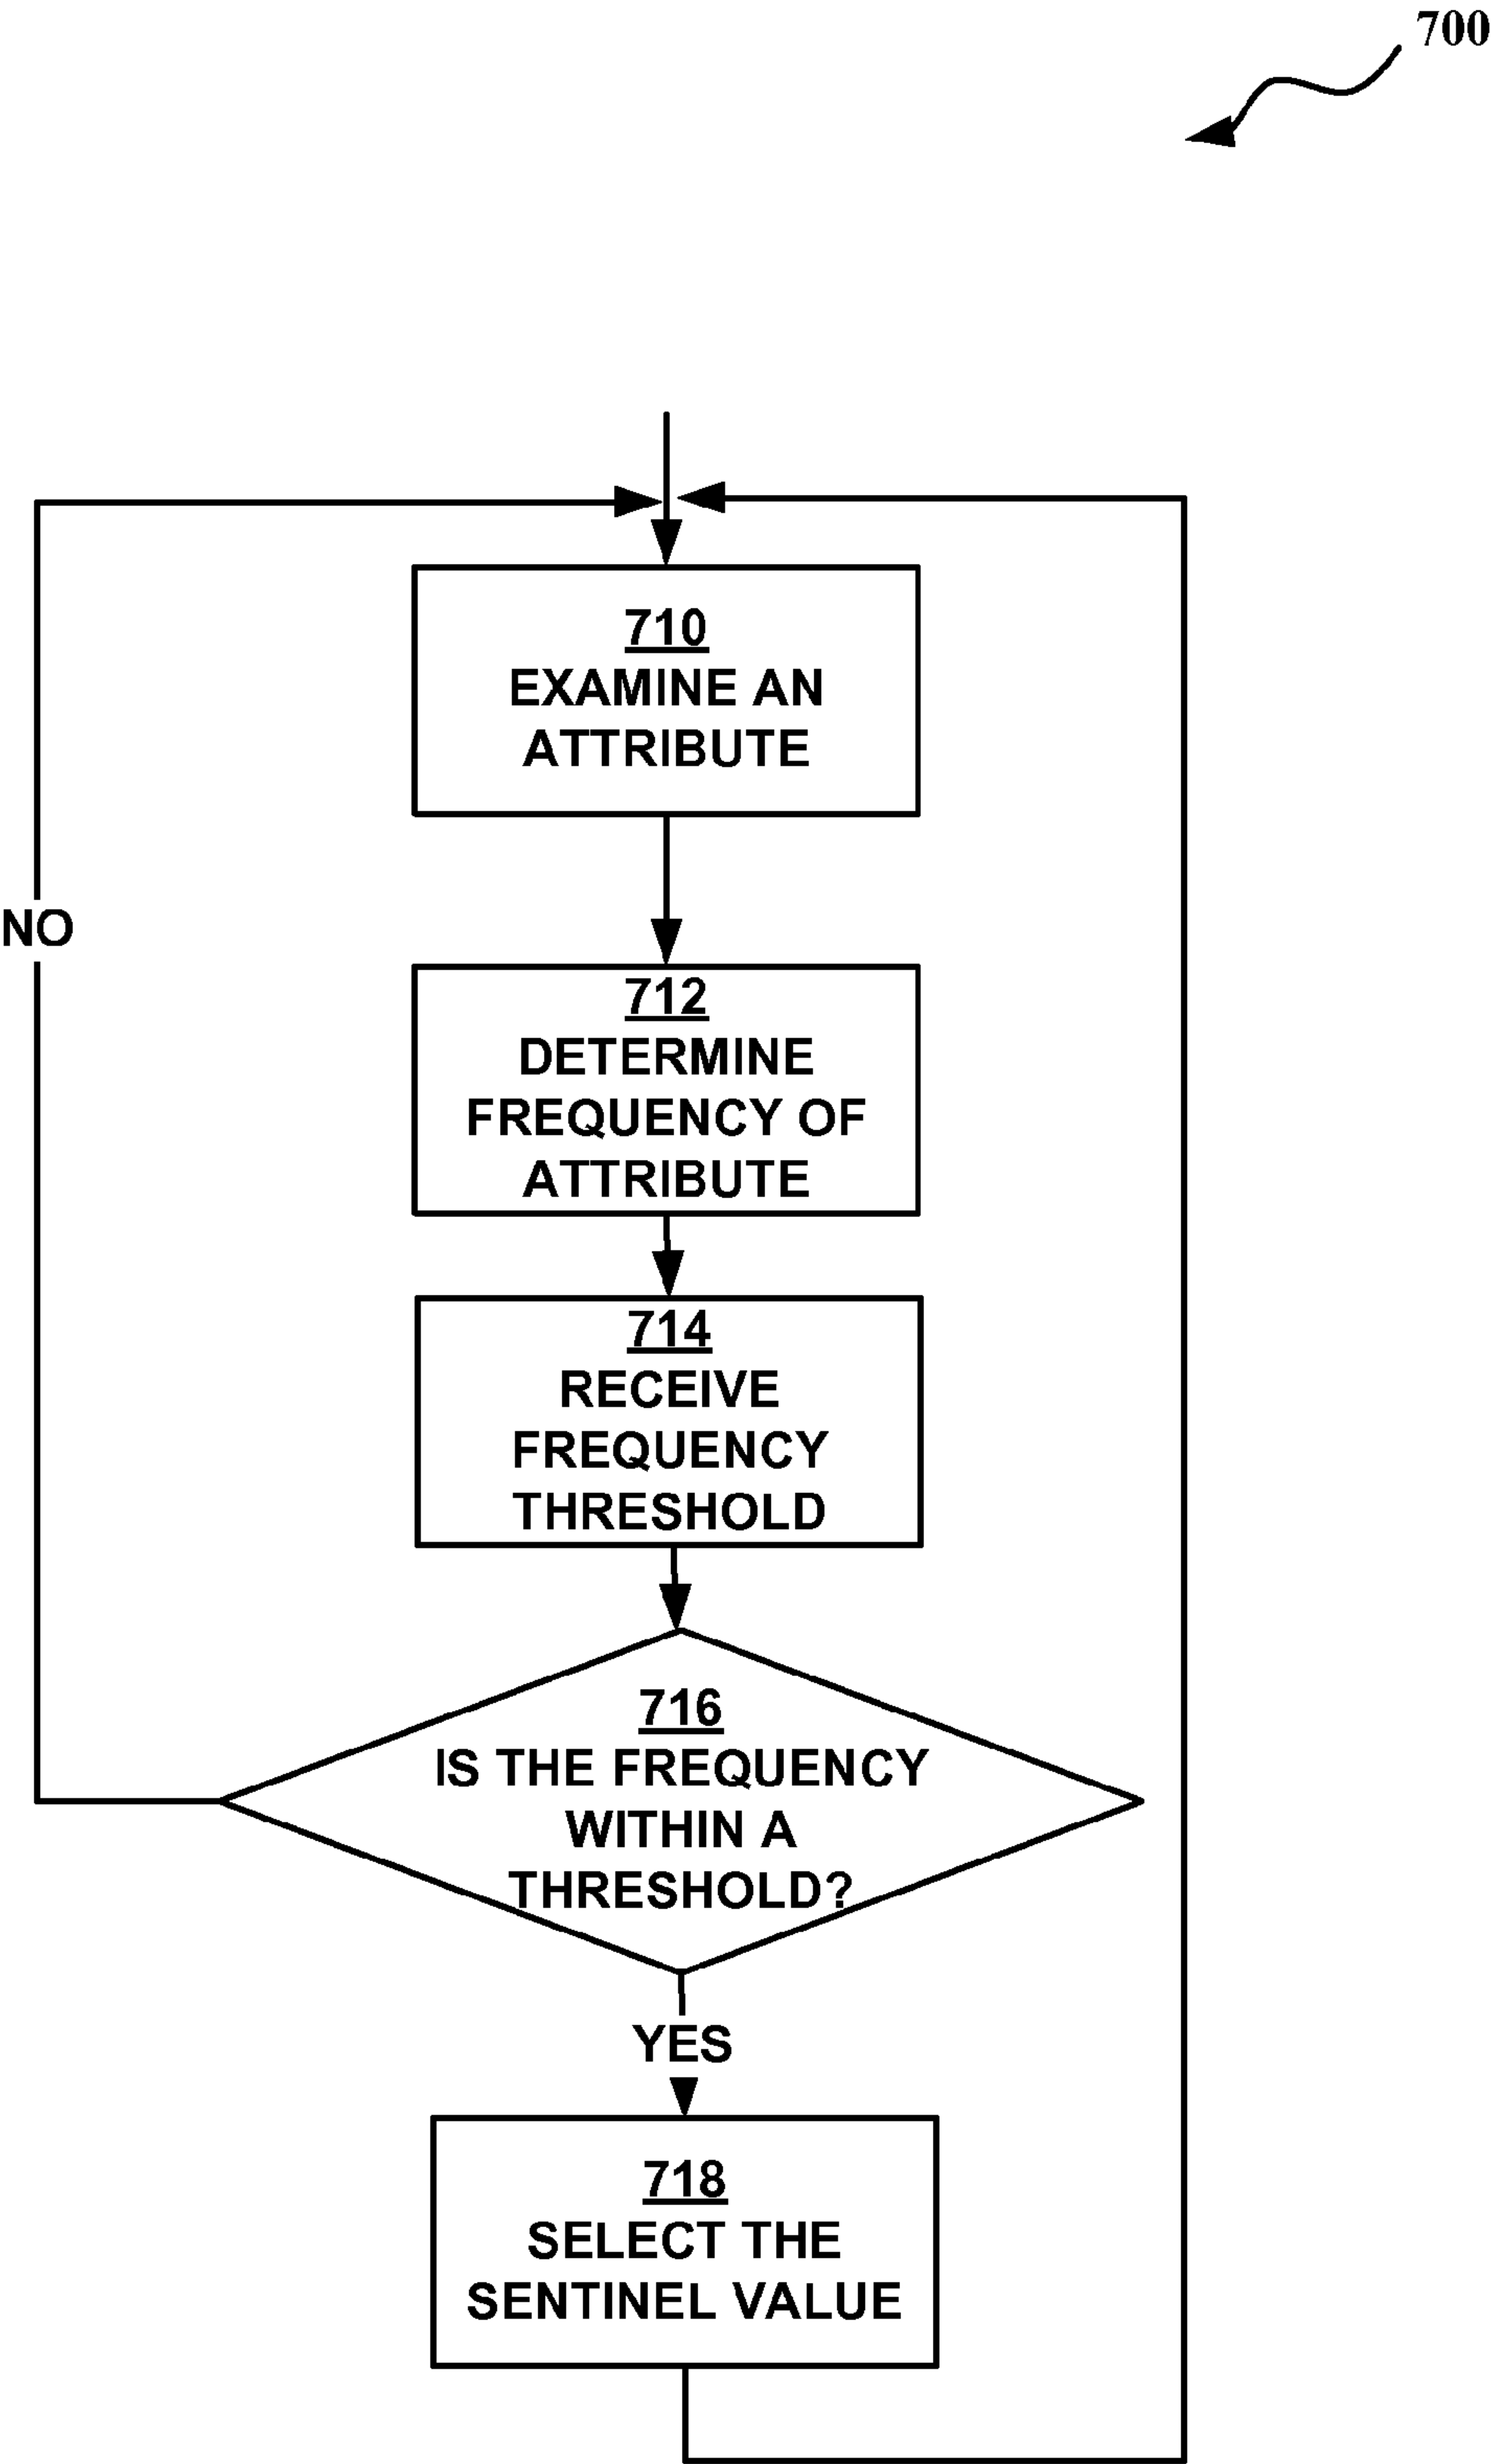 700
710
EXAMINE AN
ATTRIBUTE
NO
712
DETERMINE
FREQUENCY OF
ATTRIBUTE
714
RECEIVE
FREQUENCY
THRESHOLD
716
IS THE FREQUENCY
WITHIN A
THRESHOLD?
YES
718
SELECT THE
SENTINEL VALUE